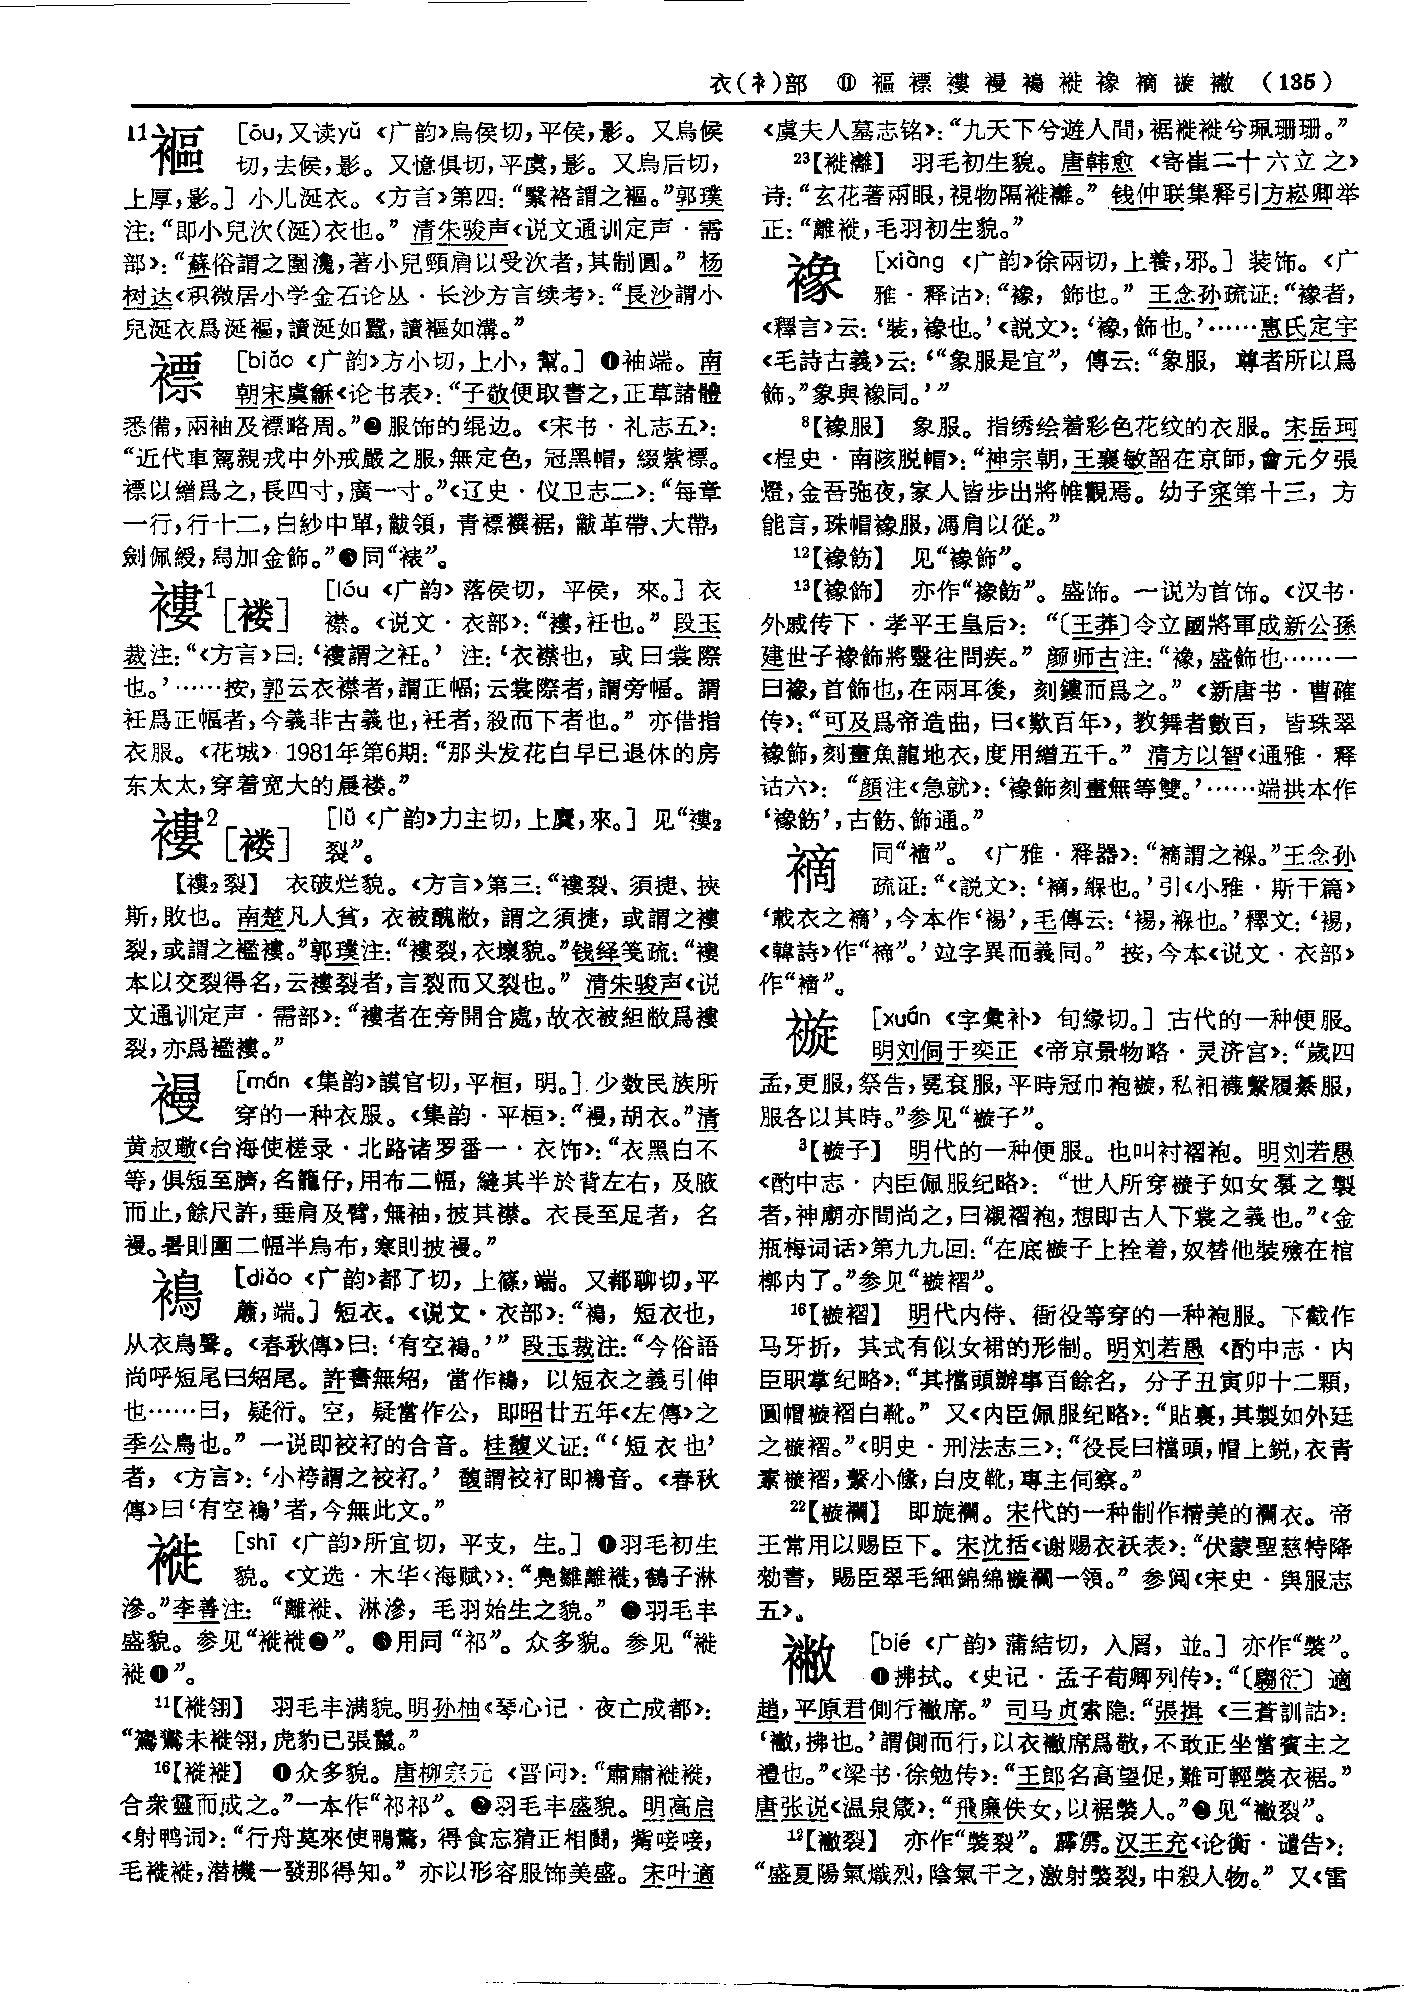 衣(衤)部 ⑪ 褔 褾 褸 縵 褐 褷 襐 䙗 𧜽 襒 (135)
11 褔 [ōu,又读yǔ《广韵》烏侯切,平侯,影。又烏候
切,去候,影。又憶俱切,平虞,影。又烏后切,
上厚,影。] 小儿涎衣。《方言》第四:“繄袼謂之褔。”郭璞
注:“即小兒次(涎)衣也。”清朱骏声《说文通训定声·需
部》:“蘇俗謂之圍瀺,著小兒頸肩以受次者,其制圓。”杨
树达《积微居小学金石论丛·长沙方言续考》:“長沙謂小
兒涎衣爲涎褔,讀涎如蠶,讀褔如溝。”
褾 [biǎo《广韵》方小切,上小,幫。] ❶袖端。南
朝宋虞龢《论书表》:“子敬便取書之,正草諸體
悉備,兩袖及褾略周。”❷服饰的绲边。《宋书·礼志五》:
“近代車駕親戎中外戒嚴之服,無定色,冠黑帽,綴紫褾。
褾以繒爲之,長四寸,廣一寸。”《辽史·仪卫志二》:“每章
一行,行十二,白紗中單,黻領,青褾襈裾,黻革帶、大帶,
劍佩綬,舄加金飾。”❸同“裱”。
褸1[褛] [lóu《广韵》落侯切,平侯,來。] 衣
襟。《说文·衣部》:“褸,衽也。”段玉
裁注:“《方言》曰:‘褸謂之衽。’注:‘衣襟也,或曰裳際
也。’……按,郭云衣襟者,謂正幅;云裳際者,謂旁幅。謂
衽爲正幅者,今義非古義也,衽者,殺而下者也。”亦借指
衣服。《花城》1981年第6期:“那头发花白早已退休的房
东太太,穿着宽大的晨褛。”
褸2[褛] [lǚ《广韵》力主切,上麌,來。] 见“褸2
裂”。
【褸2裂】 衣破烂貌。《方言》第三:“褸裂、須捷、挾
斯,敗也。南楚凡人貧,衣被醜敝,謂之須捷,或謂之褸
裂,或謂之襤褸。”郭璞注:“褸裂,衣壞貌。”钱绎笺疏:“褸
本以交裂得名,云褸裂者,言裂而又裂也。”清朱骏声《说
文通训定声·需部》:“褸者在旁開合處,故衣被組敝爲褸
裂,亦爲襤褸。”
縵 [mán《集韵》謨官切,平桓,明。] 少数民族所
穿的一种衣服。《集韵·平桓》:“縵,胡衣。”清
黄叔璥《台海使槎录·北路诸罗番一·衣饰》:“衣黑白不
等,俱短至臍,名籠仔,用布二幅,縫其半於背左右,及腋
而止,餘尺許,垂肩及臂,無袖,披其襟。衣長至足者,名
縵。暑則圍二幅半烏布,寒則披縵。”
䙚 [diǎo《广韵》都了切,上篠,端。又都聊切,平
蕭,端。] 短衣。《说文·衣部》:“䙚,短衣也,
从衣鳥聲。《春秋傳》曰:‘有空䙚。’”段玉裁注:“今俗語
尚呼短尾曰𡲵尾。許書無𡲵,當作䙚,以短衣之義引伸
也……曰,疑衍。空,疑當作公,即昭廿五年《左傳》之
季公鳥也。”一说即䘨衧的合音。桂馥义证:“‘短衣也’
者,《方言》:‘小袴謂之䘨衧。’馥謂䘨衧即䙚音。《春秋
傳》曰‘有空䙚’者,今無此文。”
褷 [shī《广韵》所宜切,平支,生。] ❶羽毛初生
貌。《文选·木华〈海赋〉》:“鳧雛離褷,鶴子淋
滲。”李善注:“離褷、淋滲,毛羽始生之貌。”❷羽毛丰
盛貌。参见“褷褷❷”。❸用同“祁”。众多貌。参见“褷
褷❶”。
11【褷翎】 羽毛丰满貌。明孙柚《琴心记·夜亡成都》:
“鴛鴦未褷翎,虎豹已張鬣。”
16【褷褷】 ❶众多貌。唐柳宗元《晋问》:“肅肅褷褷,
合衆靈而成之。”一本作“祁祁”。❷羽毛丰盛貌。明高启
《射鸭词》:“行舟莫來使鴨驚,得食忘猜正相鬪,觜唼唼,
毛褷褷,潜機一發那得知。”亦以形容服饰美盛。宋叶適
《虞夫人墓志铭》:“九天下兮遊人間,裾褷褷兮珮珊珊。”
23【褷䍦】 羽毛初生貌。唐韩愈《寄崔二十六立之》
诗:“玄花著兩眼,視物隔褷䍦。”钱仲联集释引方崧卿举
正:“離褷,毛羽初生貌。”
襐 [xiàng《广韵》徐兩切,上養,邪。] 装饰。《广
雅·释诂》:“襐,飾也。”王念孙疏证:“襐者,
《釋言》云:‘裝,襐也。’《説文》:‘襐,飾也。’……惠氏定宇
《毛詩古義》云:‘“象服是宜”,傳云:“象服,尊者所以爲
飾。”象與襐同。’”
8【襐服】 象服。指绣绘着彩色花纹的衣服。宋岳珂
《桯史·南陔脱帽》:“神宗朝,王襄敏韶在京師,會元夕張
燈,金吾弛夜,家人皆步出將帷觀焉。幼子寀第十三,方
能言,珠帽襐服,馮肩以從。”
12【襐飭】 见“襐飾”。
13【襐飾】 亦作“襐飭”。盛饰。一说为首饰。《汉书·
外戚传下·孝平王皇后》:“〔王莽〕令立國將軍成新公孫
建世子襐飾將毉往問疾。”颜师古注:“襐,盛飾也……一
曰襐,首飾也,在兩耳後,刻鏤而爲之。”《新唐书·曹確
传》:“可及爲帝造曲,曰《歎百年》,教舞者數百,皆珠翠
襐飾,刻畫魚龍地衣,度用繒五千。”清方以智《通雅·释
诂六》:“顔注《急就》:‘襐飾刻畫無等雙。’……端拱本作
‘襐飭’,古飭、飾通。”
䙗 同“禘”。《广雅·释器》:“䙗謂之褓。”王念孙
疏证:“《説文》:‘䙗,緥也。’引《小雅·斯干篇》
‘載衣之䙗’,今本作‘裼’,毛傳云:‘裼,褓也。’釋文:‘裼,
《韓詩》作“褅”。’竝字異而義同。”按,今本《说文·衣部》
作“禘”。
𧜽 [xuán《字彙补》旬緣切。] 古代的一种便服。
明刘侗于奕正《帝京景物略·灵济宫》:“歲四
孟,更服,祭告,冕衮服,平時冠巾袍𧜽,私衵襪繫履綦服,
服各以其時。”参见“𧜽子”。
3【𧜽子】 明代的一种便服。也叫衬褶袍。明刘若愚
《酌中志·内臣佩服纪略》:“世人所穿𧜽子如女裠之製
者,神廟亦間尚之,曰襯褶袍,想即古人下裳之義也。”《金
瓶梅词话》第九九回:“在底𧜽子上拴着,奴替他裝殮在棺
槨内了。”参见“𧜽褶”。
16【𧜽褶】 明代内侍、衙役等穿的一种袍服。下截作
马牙折,其式有似女裙的形制。明刘若愚《酌中志·内
臣职掌纪略》:“其擋頭辦事百餘名,分子丑寅卯十二顆,
圓帽𧜽褶白靴。”又《内臣佩服纪略》:“貼裏,其製如外廷
之𧜽褶。”《明史·刑法志三》:“役長曰檔頭,帽上鋭,衣青
素𧜽褶,繫小絛,白皮靴,專主伺察。”
22【𧜽襴】 即旋襴。宋代的一种制作精美的襴衣。帝
王常用以赐臣下。宋沈括《谢赐衣袄表》:“伏蒙聖慈特降
勑書,賜臣翠毛細錦綿𧜽襴一領。”参阅《宋史·舆服志
五》。
襒 [bié《广韵》蒲結切,入屑,並。] 亦作“𧝬”。
❶拂拭。《史记·孟子荀卿列传》:“〔騶衍〕適
趙,平原君側行襒席。”司马贞索隐:“張揖《三蒼訓詁》:
‘襒,拂也。’謂側而行,以衣襒席爲敬,不敢正坐當賓主之
禮也。”《梁书·徐勉传》:“王郎名高望促,難可輕𧝬衣裾。”
唐张说《温泉箴》:“飛廉佚女,以裾𧝬人。”❷见“襒裂”。
12【襒裂】 亦作“𧝬裂”。霹雳。汉王充《论衡·谴告》:
“盛夏陽氣熾烈,陰氣干之,激射𧝬裂,中殺人物。”又《雷